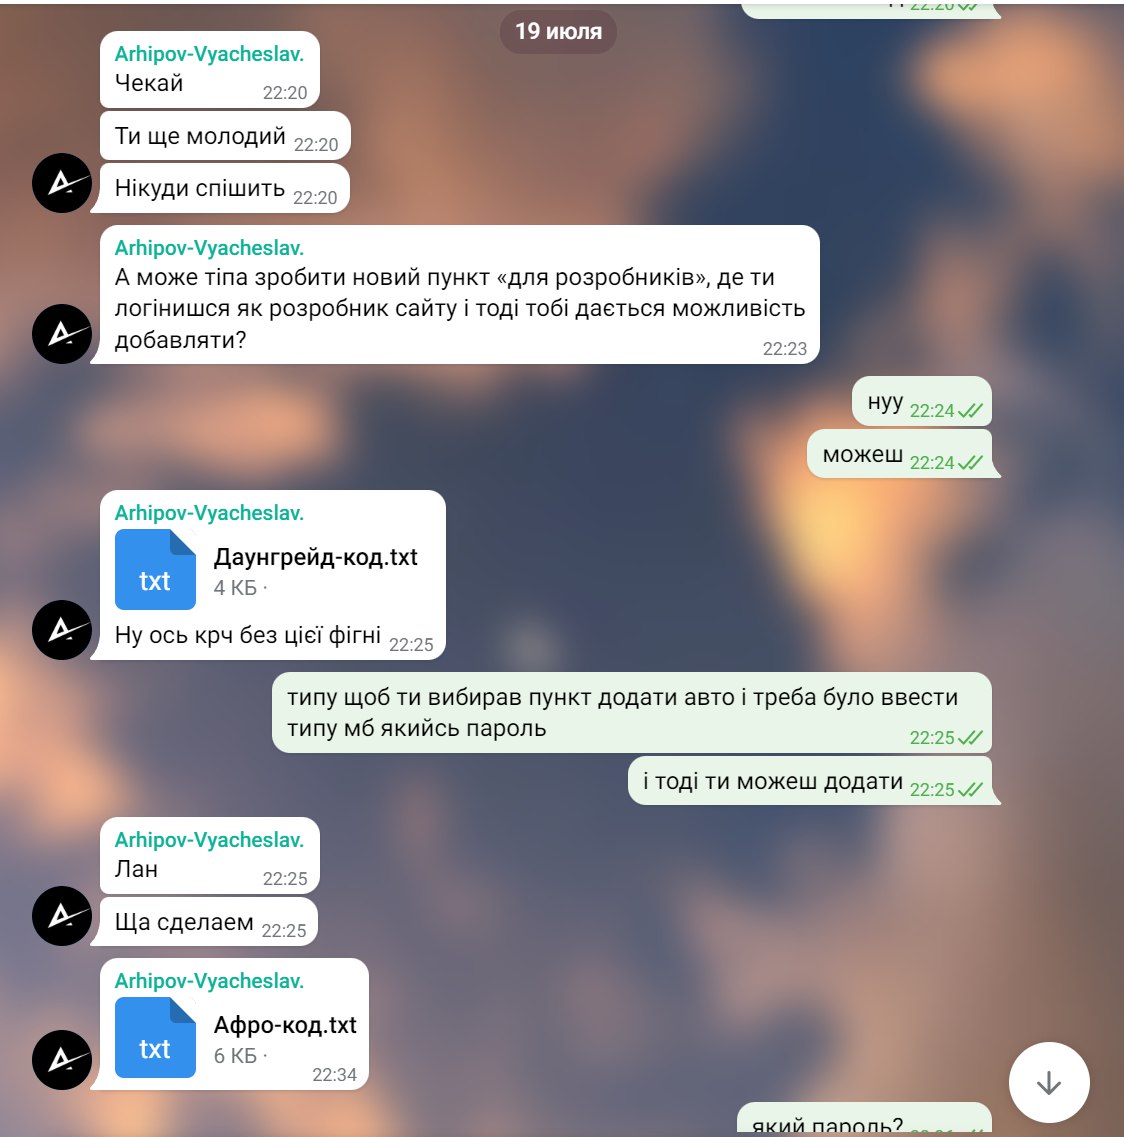 22:20
19 июля
Arhipov-Vyacheslav.
Чекай 22:20
Ти ще молодий 22:20
Нікуди спішить 22:20
Arhipov-Vyacheslav.
А може тіпа зробити новий пункт «для розробників», де ти
логінишся як розробник сайту і тоді тобі дається можливість
добавляти? 22:23
нуу 22:24
можеш 22:24
Arhipov-Vyacheslav.
txt
Даунгрейд-код.txt
4 КБ ·
Ну ось крч без цієї фігні 22:25
типу щоб ти вибирав пункт додати авто і треба було ввести
типу мб якийсь пароль 22:25
і тоді ти можеш додати 22:25
Arhipov-Vyacheslav.
Лан 22:25
Ща сделаем 22:25
Arhipov-Vyacheslav.
txt
Афро-код.txt
6 КБ ·
22:34
який пароль?